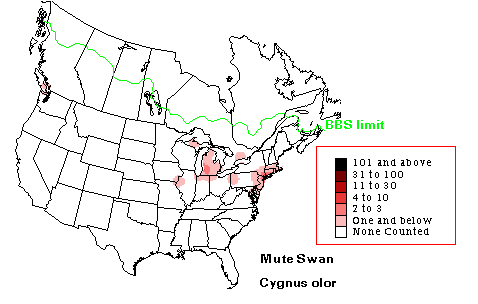 BBS limit
101 and above
31 to 100
11 to 30
4 to 10
2 to 3
One and below
None Counted
Mute Swan
Cygnus olor